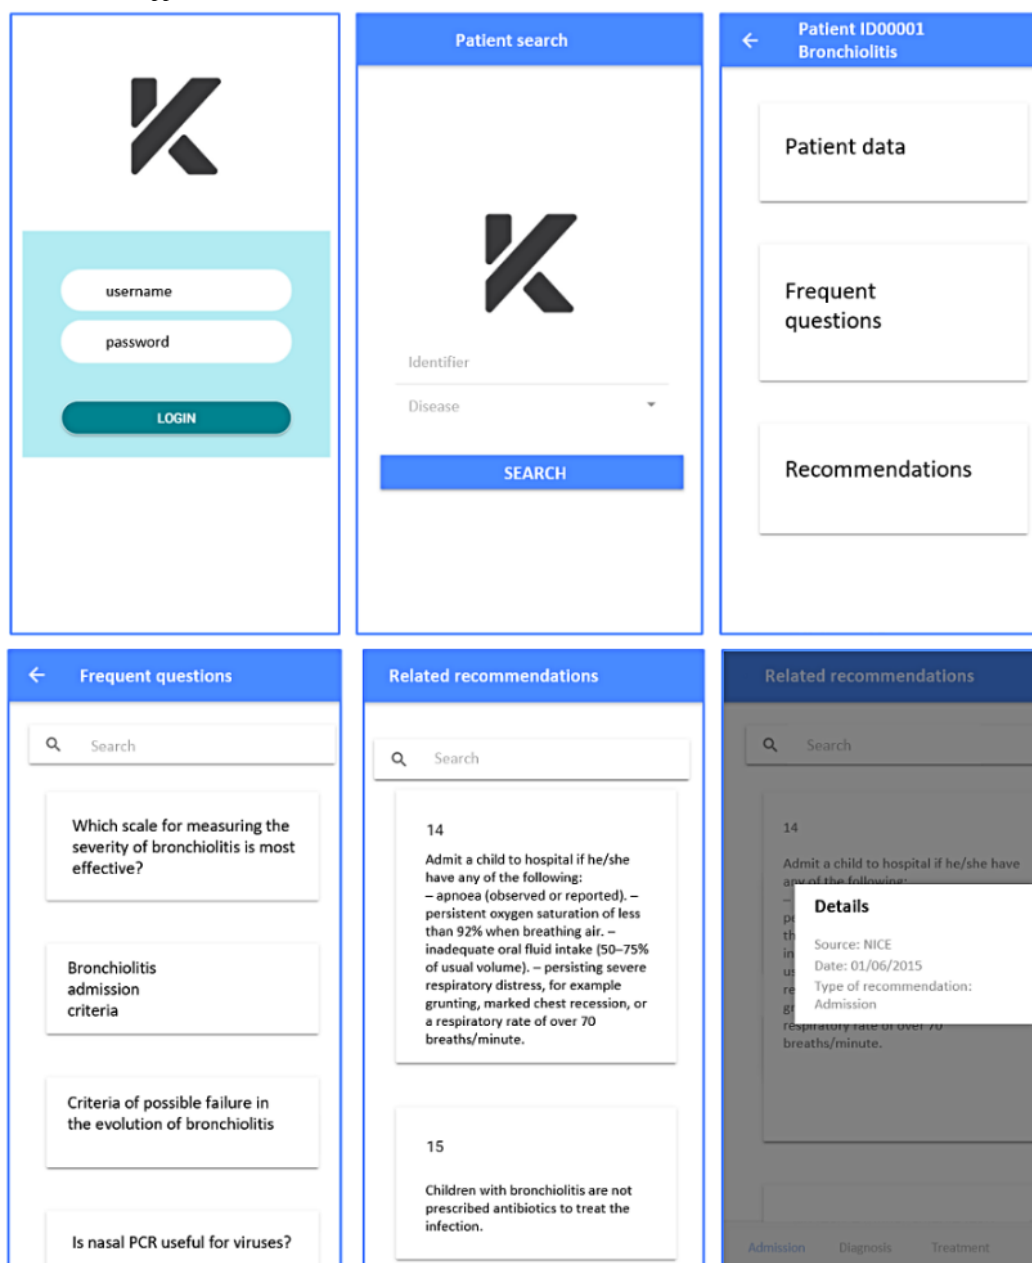 username
password
LOGIN
Patient search
Identifier
Disease
SEARCH
Patient ID00001
Bronchiolitis
Patient data
Frequent
questions
Recommendations
Frequent questions
Search
Which scale for measuring the
severity of bronchiolitis is most
effective?
Bronchiolitis
admission
criteria
Criteria of possible failure in
the evolution of bronchiolitis
Is nasal PCR useful for viruses?
Related recommendations
Search
14
Admit a child to hospital if he/she
have any of the following:
– apnoea (observed or reported). –
persistent oxygen saturation of less
than 92% when breathing air. –
inadequate oral fluid intake (50–75%
of usual volume). – persisting severe
respiratory distress, for example
grunting, marked chest recession, or
a respiratory rate of over 70
breaths/minute.
15
Children with bronchiolitis are not
prescribed antibiotics to treat the
infection.
Related recommendations
Search
14
Admit a child to hospital if he/she have
any of the following:
Details
Source: NICE
Date: 01/06/2015
Type of recommendation:
Admission
respiratory rate of over 70
breaths/minute.
Admission Diagnosis Treatment